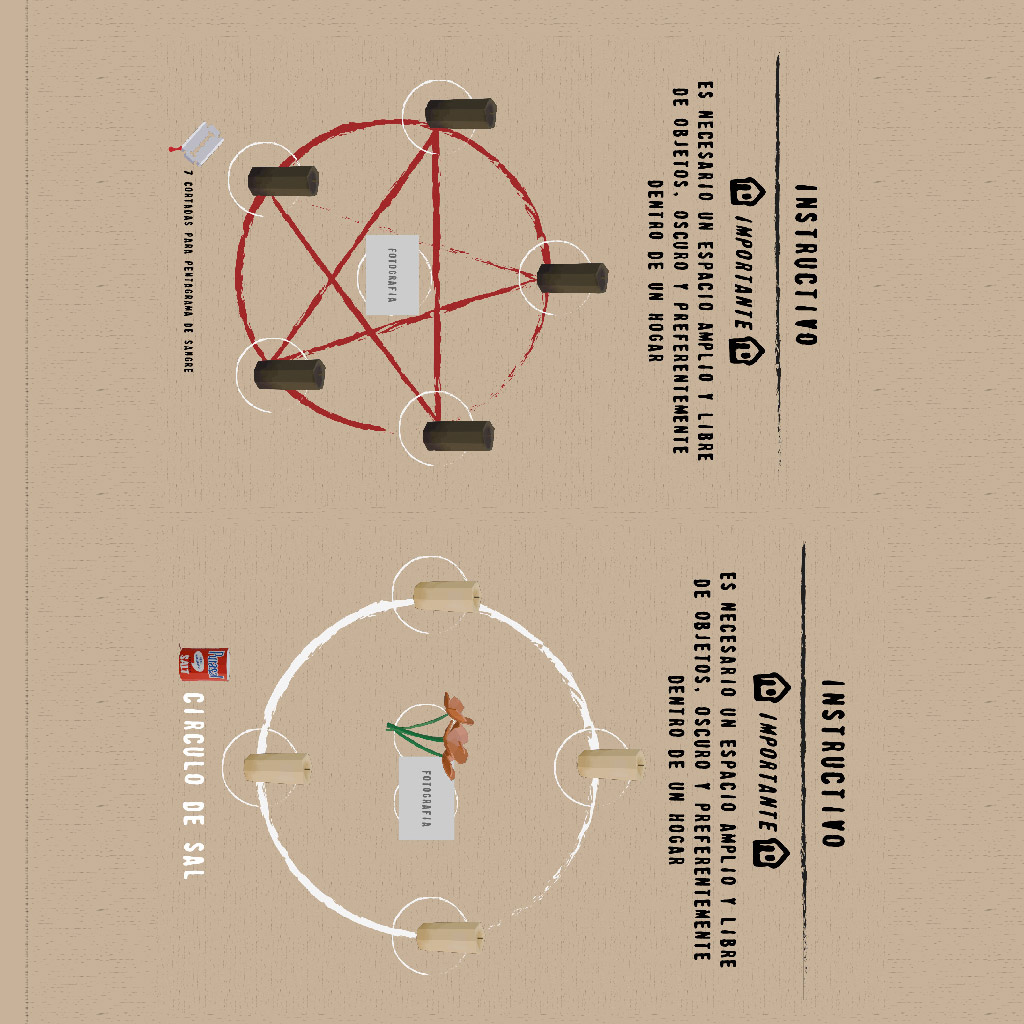 INSTRUCTIVO
IMPORTANTE
ES NECESARIO UN ESPACIO AMPLIO Y LIBRE
DE OBJETOS, OSCURO Y PREFERENTEMENTE
DENTRO DE UN HOGAR
FOTOGRAFIA
7 CORTADAS PARA PENTAGRAMA DE SANGRE
INSTRUCTIVO
IMPORTANTE
ES NECESARIO UN ESPACIO AMPLIO Y LIBRE
DE OBJETOS, OSCURO Y PREFERENTEMENTE
DENTRO DE UN HOGAR
FOTOGRAFIA
SALT
CIRCULO DE SAL